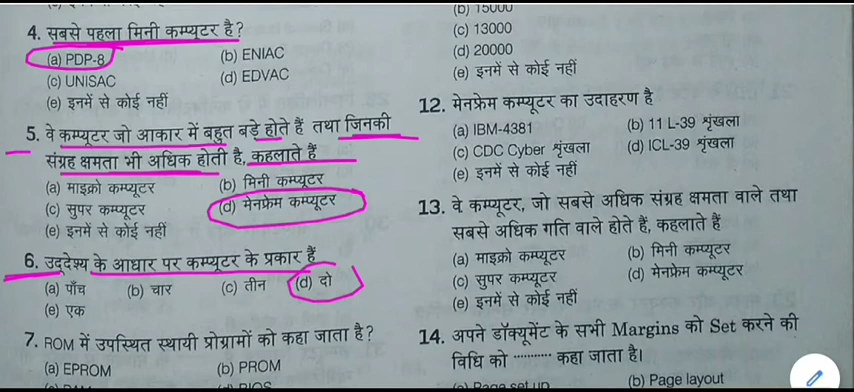 4. सबसे पहला मिनी कम्प्यूटर है?
(a) PDP-8 (b) ENIAC
(c) UNISAC (d) EDVAC
(e) इनमें से कोई नहीं
5. वे कम्प्यूटर जो आकार में बहुत बड़े होते हैं तथा जिनकी
संग्रह क्षमता भी अधिक होती है, कहलाते हैं
(a) माइक्रो कम्प्यूटर (b) मिनी कम्प्यूटर
(c) सुपर कम्प्यूटर (d) मेनफ्रेम कम्प्यूटर
(e) इनमें से कोई नहीं
6. उद्देश्य के आधार पर कम्प्यूटर के प्रकार हैं
(a) पाँच (b) चार (c) तीन (d) दो
(e) एक
7. ROM में उपस्थित स्थायी प्रोग्रामों को कहा जाता है?
(a) EPROM (b) PROM
(d) BIOS
(b) 15000
(c) 13000
(d) 20000
(e) इनमें से कोई नहीं
12. मेनफ्रेम कम्प्यूटर का उदाहरण है
(a) IBM-4381 (b) 11 L-39 शृंखला
(c) CDC Cyber शृंखला (d) ICL-39 शृंखला
(e) इनमें से कोई नहीं
13. वे कम्प्यूटर, जो सबसे अधिक संग्रह क्षमता वाले तथा
सबसे अधिक गति वाले होते हैं, कहलाते हैं
(a) माइक्रो कम्प्यूटर (b) मिनी कम्प्यूटर
(c) सुपर कम्प्यूटर (d) मेनफ्रेम कम्प्यूटर
(e) इनमें से कोई नहीं
14. अपने डॉक्यूमेंट के सभी Margins को Set करने की
विधि को ........... कहा जाता है।
(a) Page set up (b) Page layout